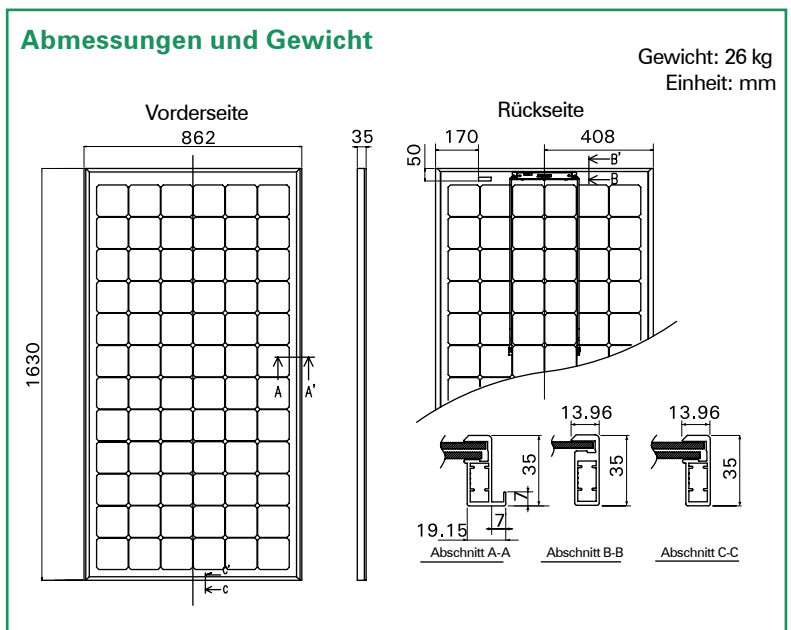 Abmessungen und Gewicht
Gewicht: 26 kg
Einheit: mm
Vorderseite
862
35
1630
A A'
c'
c
Rückseite
170
408
50
B'
B
13.96
13.96
35
35
35
7
7
19.15
Abschnitt A-A
Abschnitt B-B
Abschnitt C-C